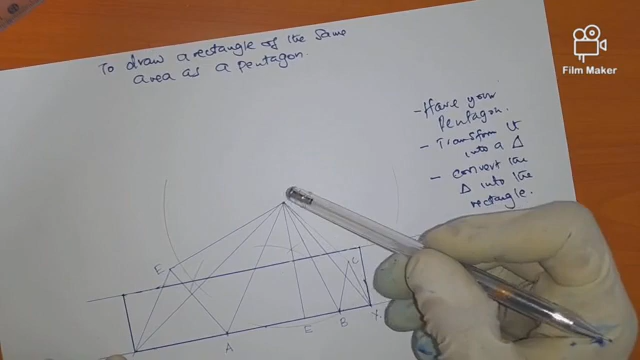 To draw a rectangle of the same
area as a pentagon
- Have your
Pentagon.
- Transform it
into a Δ
- convert the
Δ into the
rectangle.
E
C
A
E
B
X
Film Maker